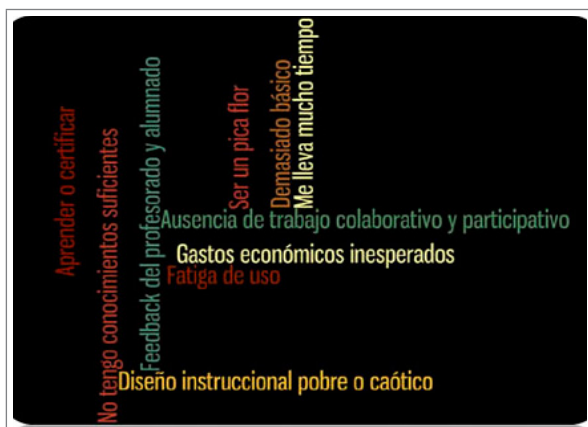 Aprender o certificar
No tengo conocimientos suficientes
Feedback del profesorado y alumnado
Ser un pica flor
Demasiado básico
Me lleva mucho tiempo
Ausencia de trabajo colaborativo y participativo
Gastos económicos inesperados
Fatiga de uso
Diseño instruccional pobre o caótico